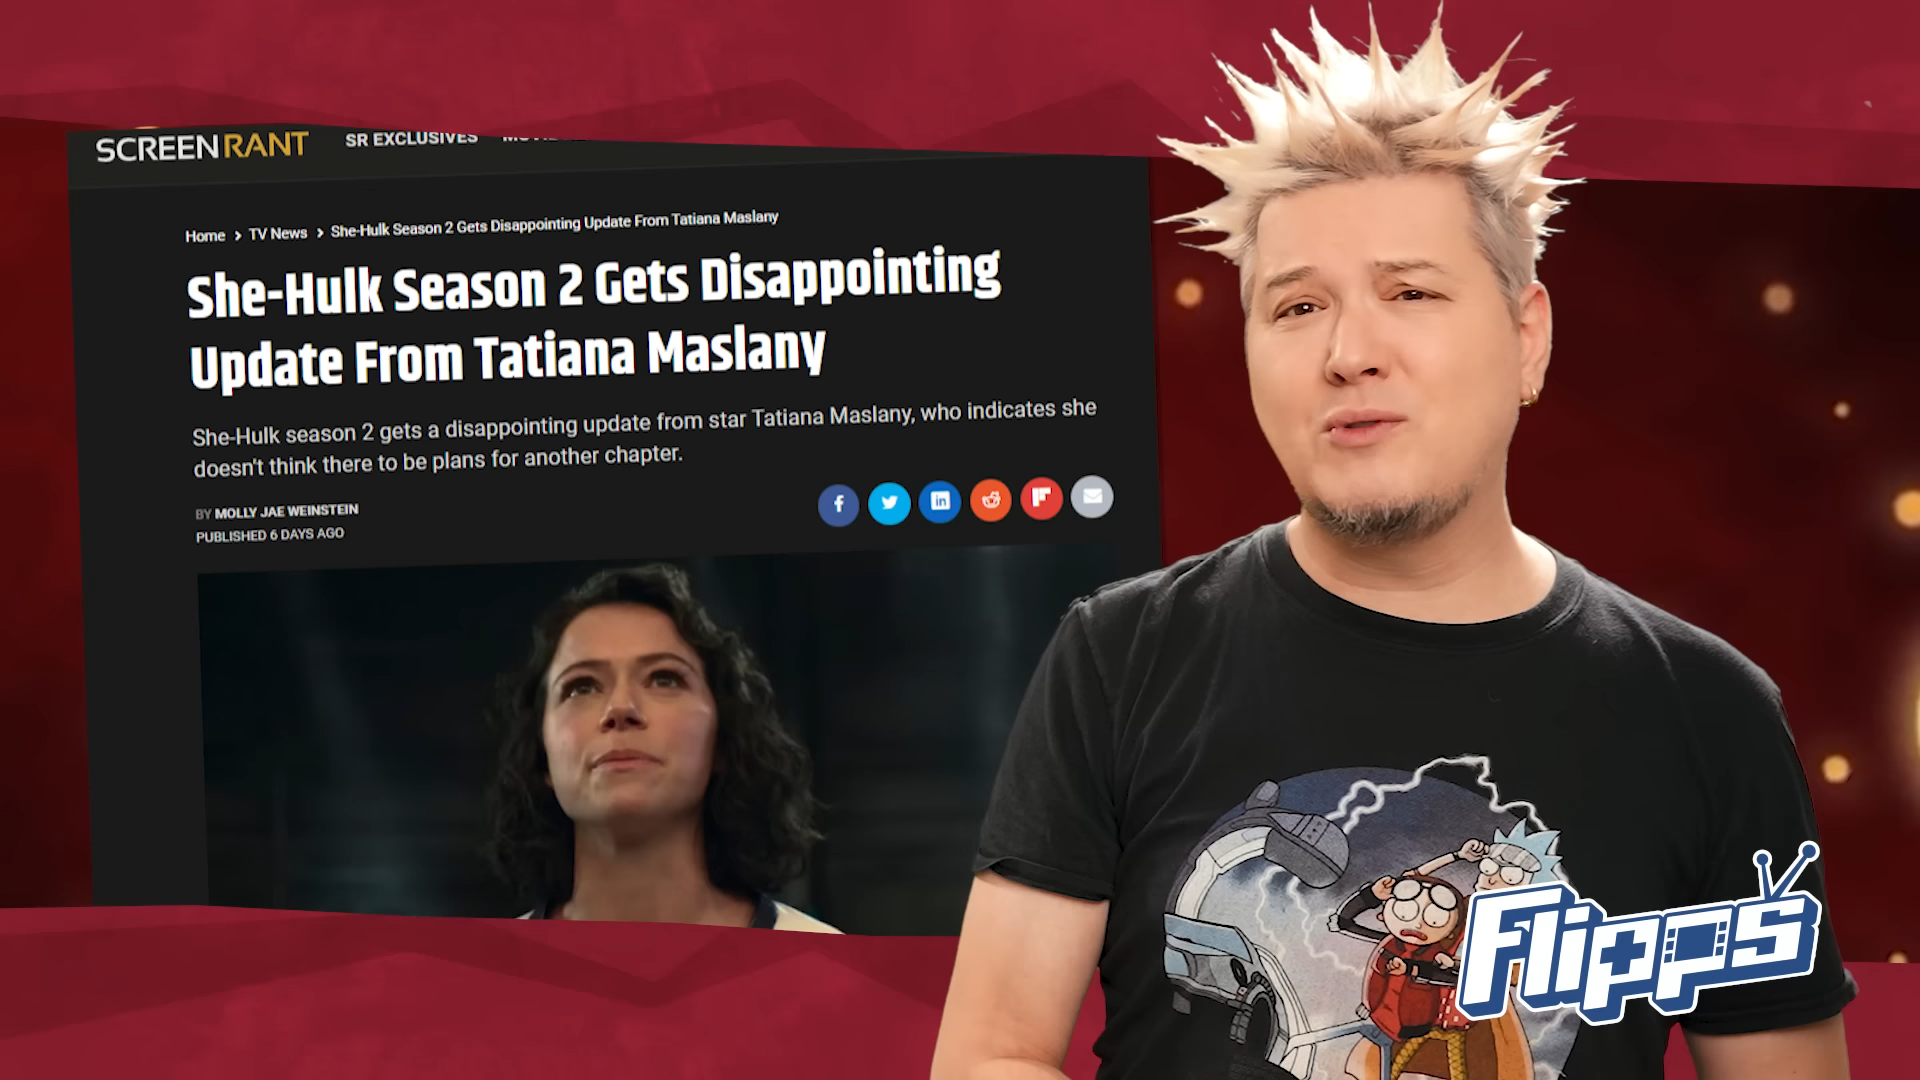 SCREENRANT
SR EXCLUSIVES
Home > TV News > She-Hulk Season 2 Gets Disappointing Update From Tatiana Maslany
She-Hulk Season 2 Gets Disappointing
Update From Tatiana Maslany
She-Hulk season 2 gets a disappointing update from star Tatiana Maslany, who indicates she
doesn't think there to be plans for another chapter.
BY MOLLY JAE WEINSTEIN
PUBLISHED 6 DAYS AGO
Flipps